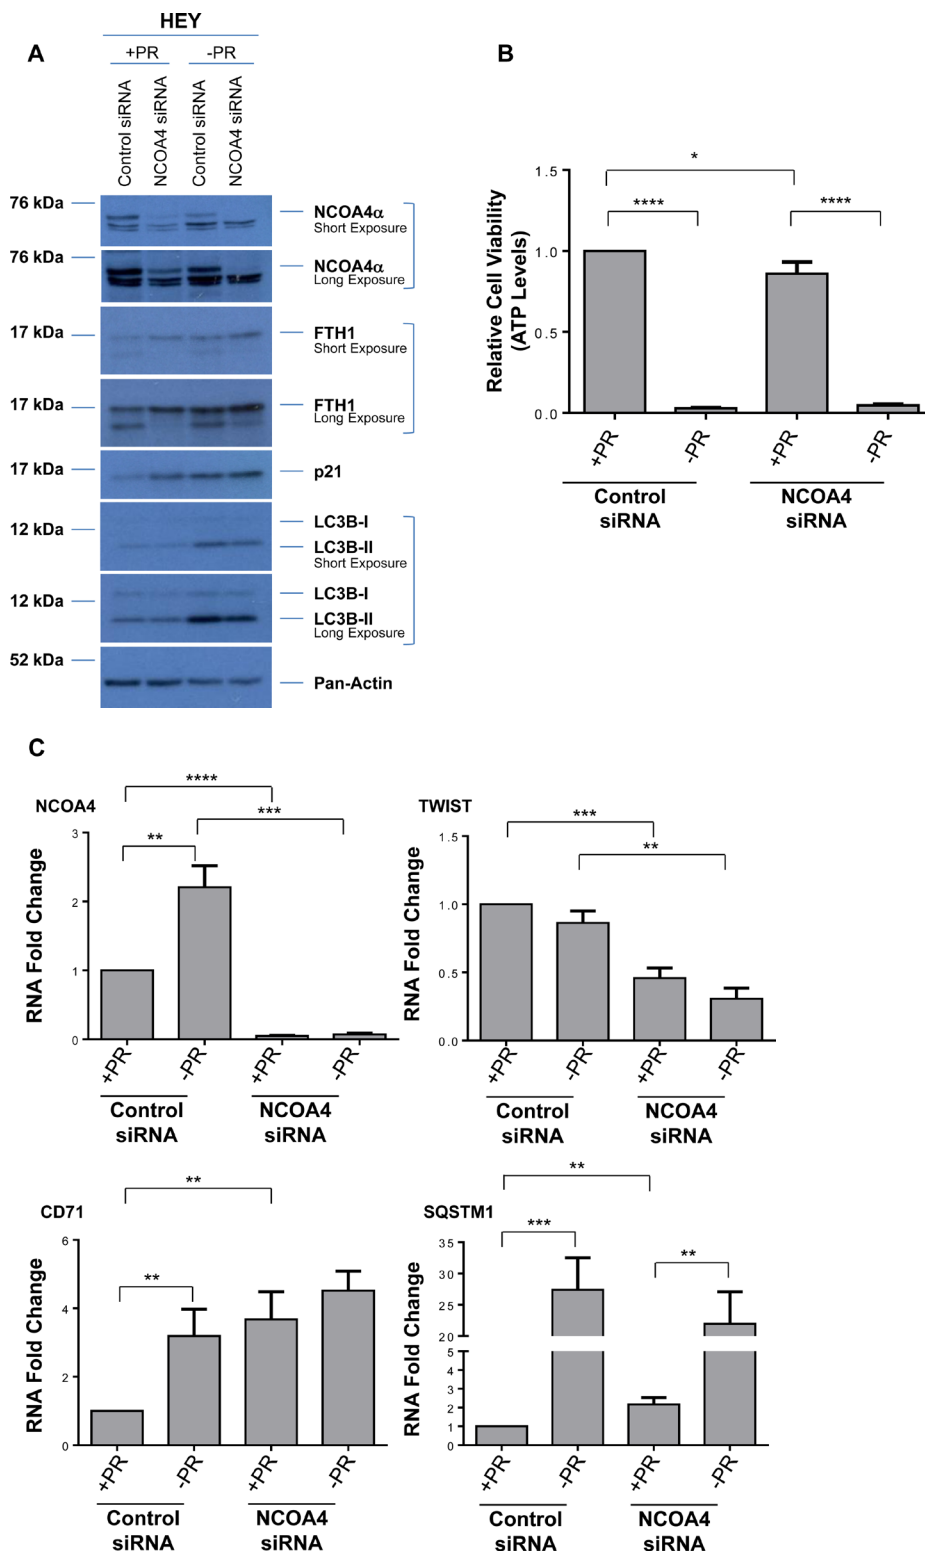 HEY
A
+PR
-PR
Control siRNA
NCOA4 siRNA
Control siRNA
NCOA4 siRNA
76 kDa
NCOA4α
Short Exposure
76 kDa
NCOA4α
Long Exposure
17 kDa
FTH1
Short Exposure
17 kDa
FTH1
Long Exposure
17 kDa
p21
12 kDa
LC3B-I
LC3B-II
Short Exposure
12 kDa
LC3B-I
LC3B-II
Long Exposure
52 kDa
Pan-Actin
B
Relative Cell Viability
(ATP Levels)
1.5
1.0
0.5
0.0
*
****
****
+PR
-PR
+PR
-PR
Control
siRNA
NCOA4
siRNA
C
NCOA4
RNA Fold Change
3
2
1
0
****
***
**
+PR
-PR
+PR
-PR
Control
siRNA
NCOA4
siRNA
TWIST
RNA Fold Change
1.5
1.0
0.5
0.0
***
**
+PR
-PR
+PR
-PR
Control
siRNA
NCOA4
siRNA
CD71
RNA Fold Change
6
4
2
0
**
**
+PR
-PR
+PR
-PR
Control
siRNA
NCOA4
siRNA
SQSTM1
RNA Fold Change
35
30
25
20
5
4
3
2
1
0
**
***
**
+PR
-PR
+PR
-PR
Control
siRNA
NCOA4
siRNA